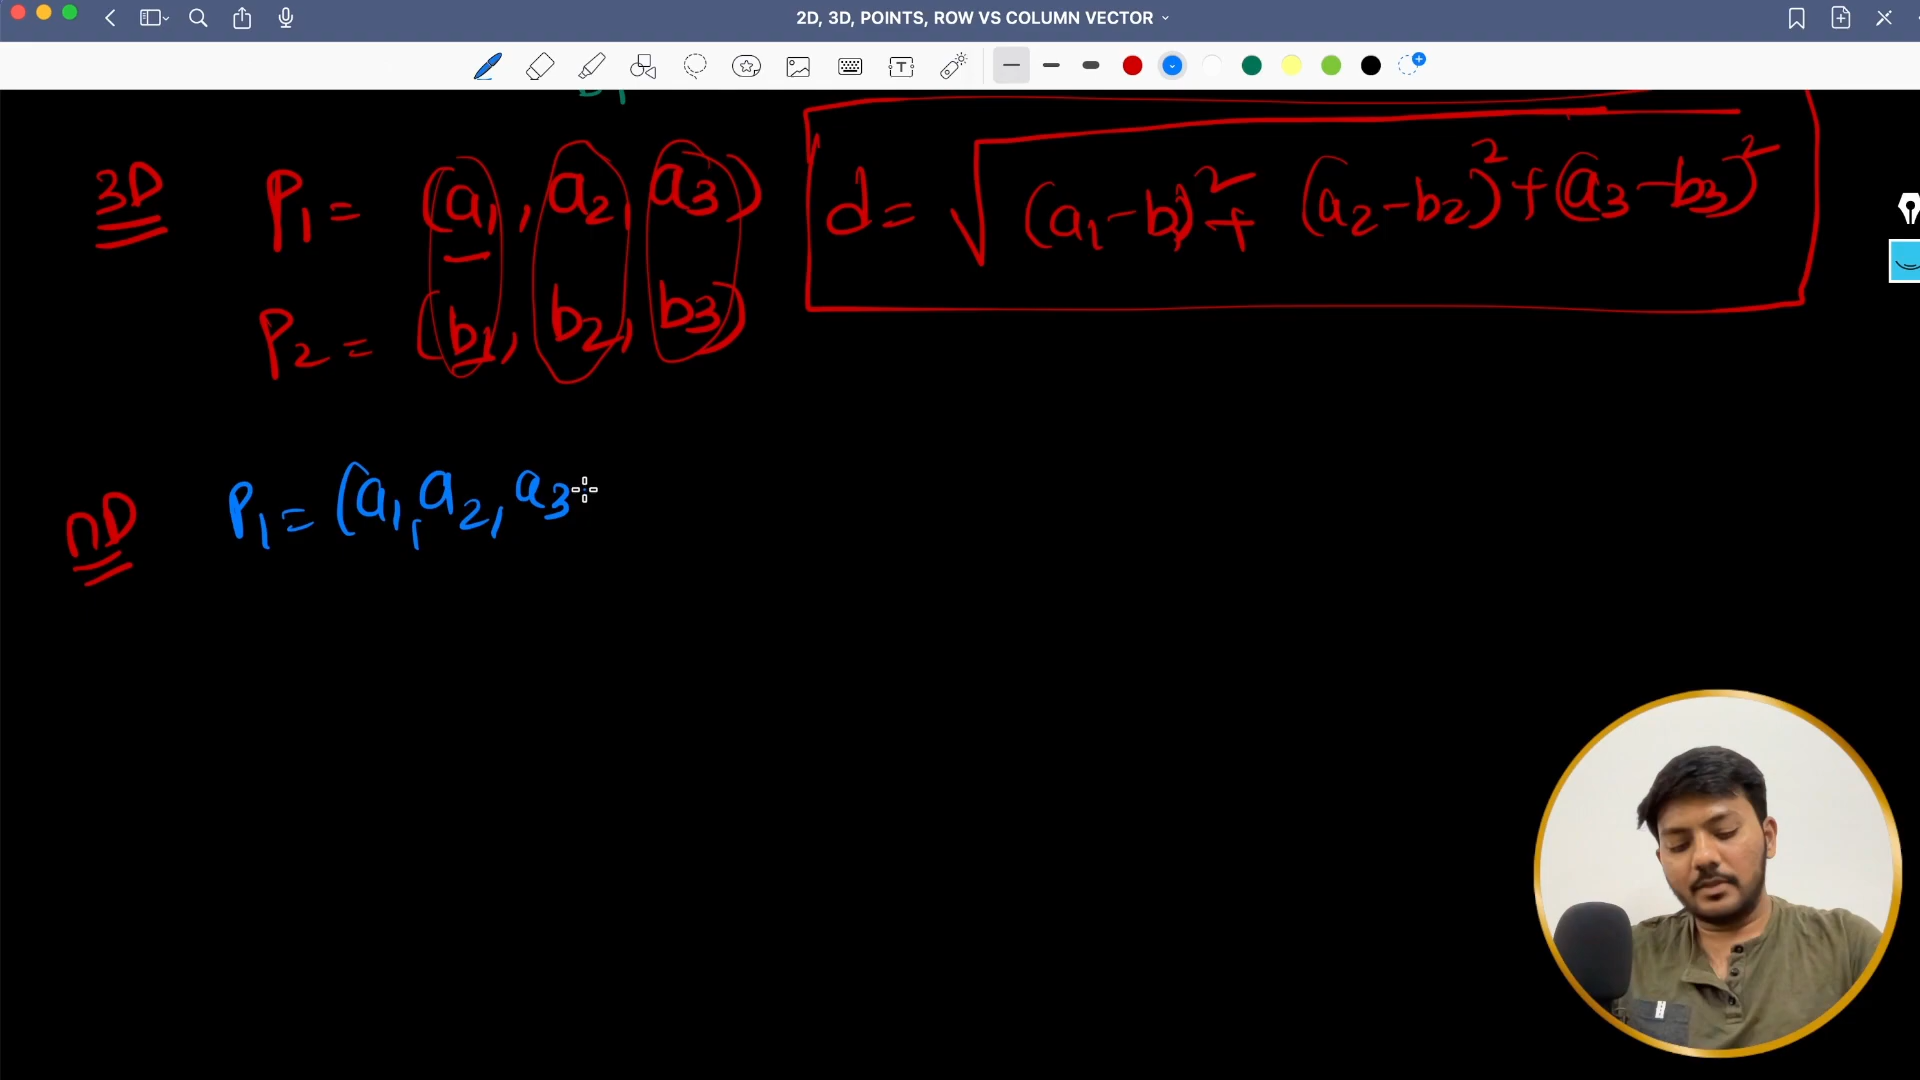 2D, 3D, POINTS, ROW VS COLUMN VECTOR
3D P₁ = (a₁, a₂, a₃) d = √(a₁-b₁)² + (a₂-b₂)² + (a₃-b₃)²
P₂ = (b₁, b₂, b₃)
nD P₁ = (a₁, a₂, a₃